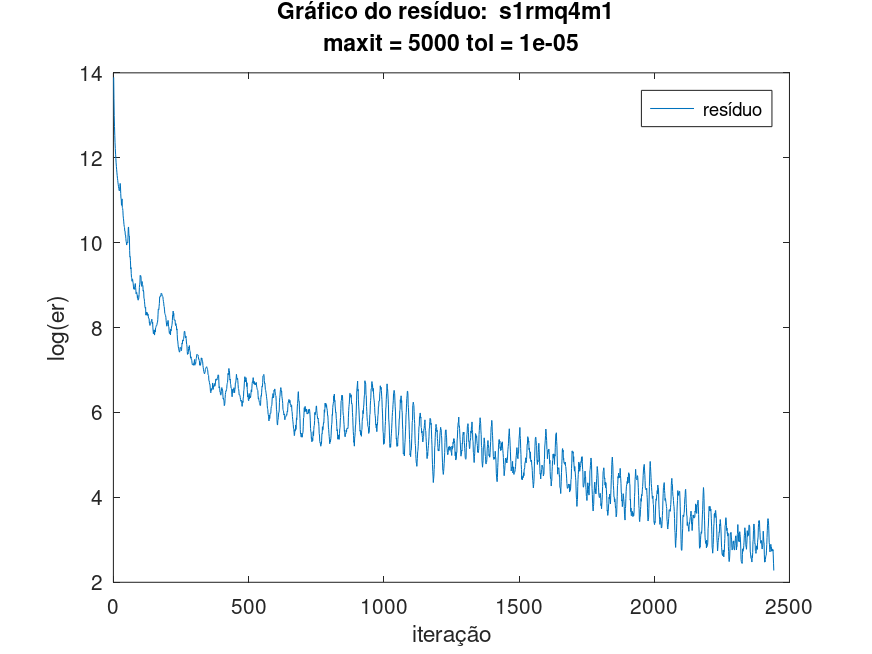 Gráfico do resíduo: s1rmq4m1
maxit = 5000 tol = 1e-05
resíduo
14
12
10
8
6
4
2
log(er)
0 500 1000 1500 2000 2500
iteração